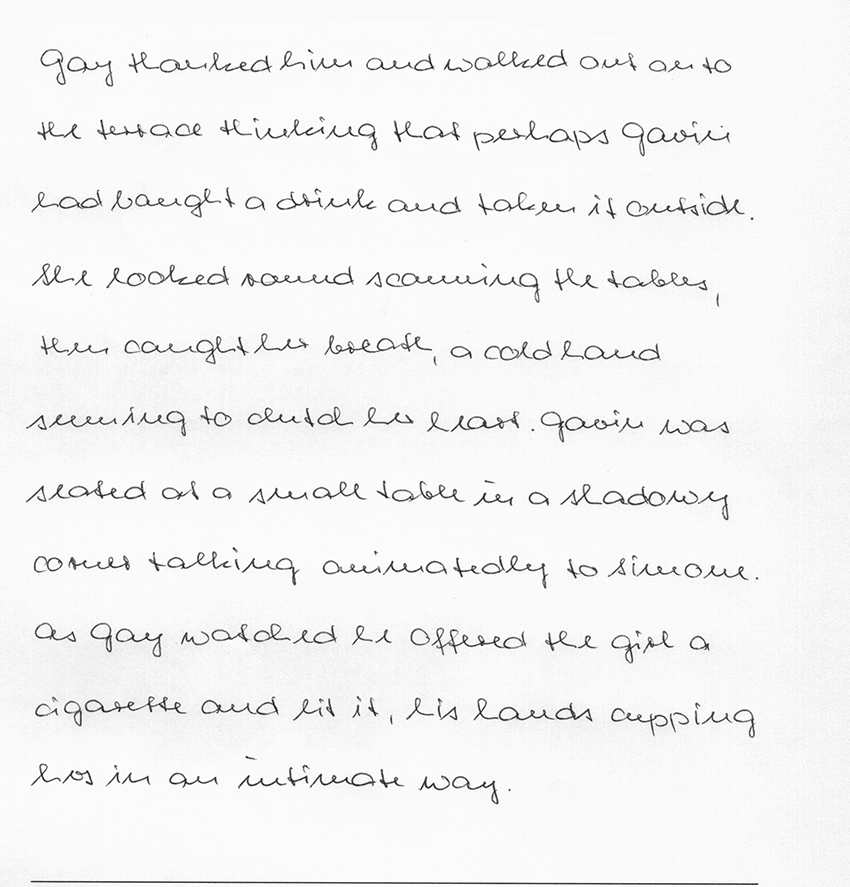 Gay thanked him and walked out on to
the terrace thinking that perhaps Gavin
had bought a drink and taken it outside.
She looked round scanning the tables,
then caught her breath, a cold hand
seeming to clutch her heart. Gavin was
seated at a small table in a shadowy
corner talking animatedly to Simone.
As Gay watched he offered the girl a
cigarette and lit it, his hands cupping
hers in an intimate way.